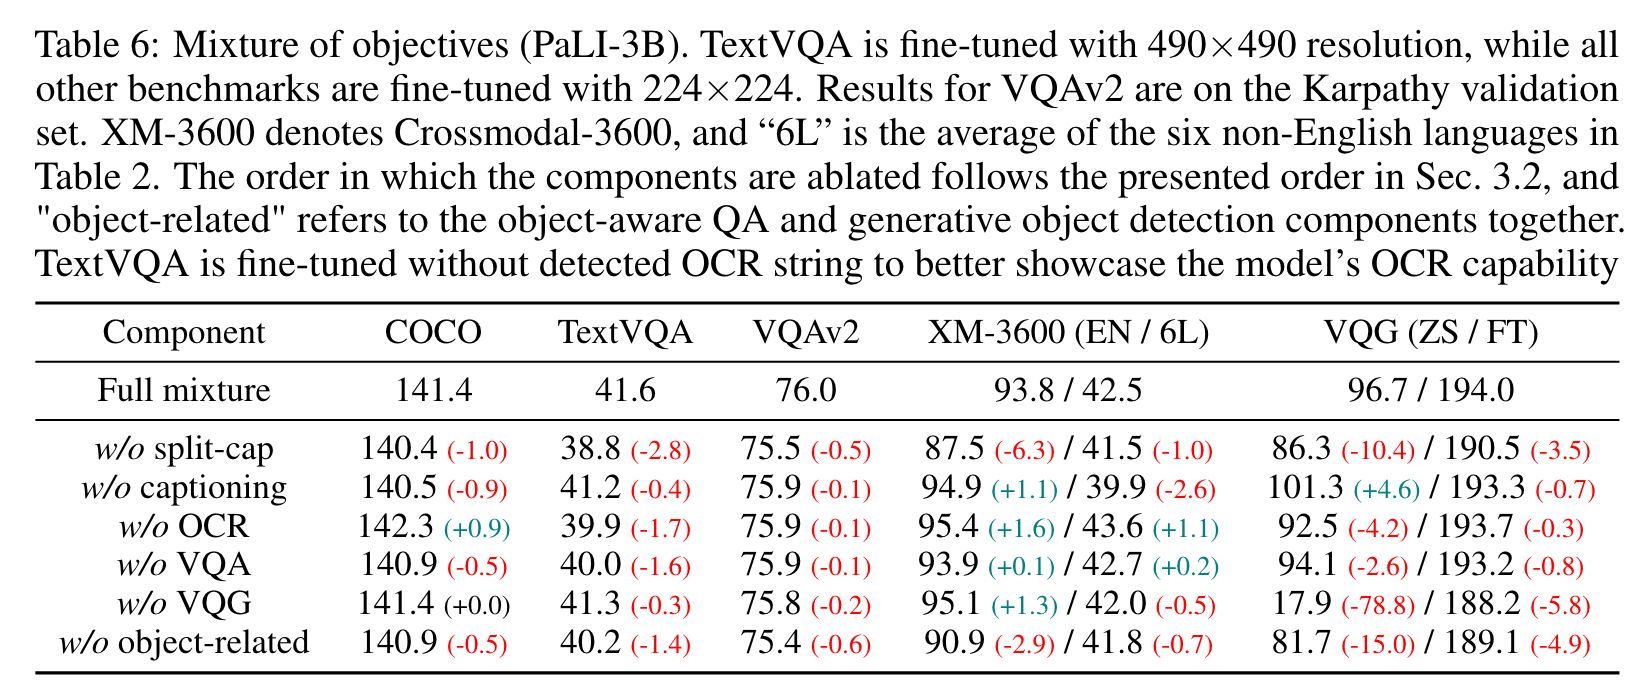 Table 6: Mixture of objectives (PaLI-3B). TextVQA is fine-tuned with 490×490 resolution, while all
other benchmarks are fine-tuned with 224×224. Results for VQAv2 are on the Karpathy validation
set. XM-3600 denotes Crossmodal-3600, and “6L” is the average of the six non-English languages in
Table 2. The order in which the components are ablated follows the presented order in Sec. 3.2, and
"object-related" refers to the object-aware QA and generative object detection components together.
TextVQA is fine-tuned without detected OCR string to better showcase the model’s OCR capability
Component COCO TextVQA VQAv2 XM-3600 (EN / 6L) VQG (ZS / FT)
Full mixture 141.4 41.6 76.0 93.8 / 42.5 96.7 / 194.0
w/o split-cap 140.4 (-1.0) 38.8 (-2.8) 75.5 (-0.5) 87.5 (-6.3) / 41.5 (-1.0) 86.3 (-10.4) / 190.5 (-3.5)
w/o captioning 140.5 (-0.9) 41.2 (-0.4) 75.9 (-0.1) 94.9 (+1.1) / 39.9 (-2.6) 101.3 (+4.6) / 193.3 (-0.7)
w/o OCR 142.3 (+0.9) 39.9 (-1.7) 75.9 (-0.1) 95.4 (+1.6) / 43.6 (+1.1) 92.5 (-4.2) / 193.7 (-0.3)
w/o VQA 140.9 (-0.5) 40.0 (-1.6) 75.9 (-0.1) 93.9 (+0.1) / 42.7 (+0.2) 94.1 (-2.6) / 193.2 (-0.8)
w/o VQG 141.4 (+0.0) 41.3 (-0.3) 75.8 (-0.2) 95.1 (+1.3) / 42.0 (-0.5) 17.9 (-78.8) / 188.2 (-5.8)
w/o object-related 140.9 (-0.5) 40.2 (-1.4) 75.4 (-0.6) 90.9 (-2.9) / 41.8 (-0.7) 81.7 (-15.0) / 189.1 (-4.9)